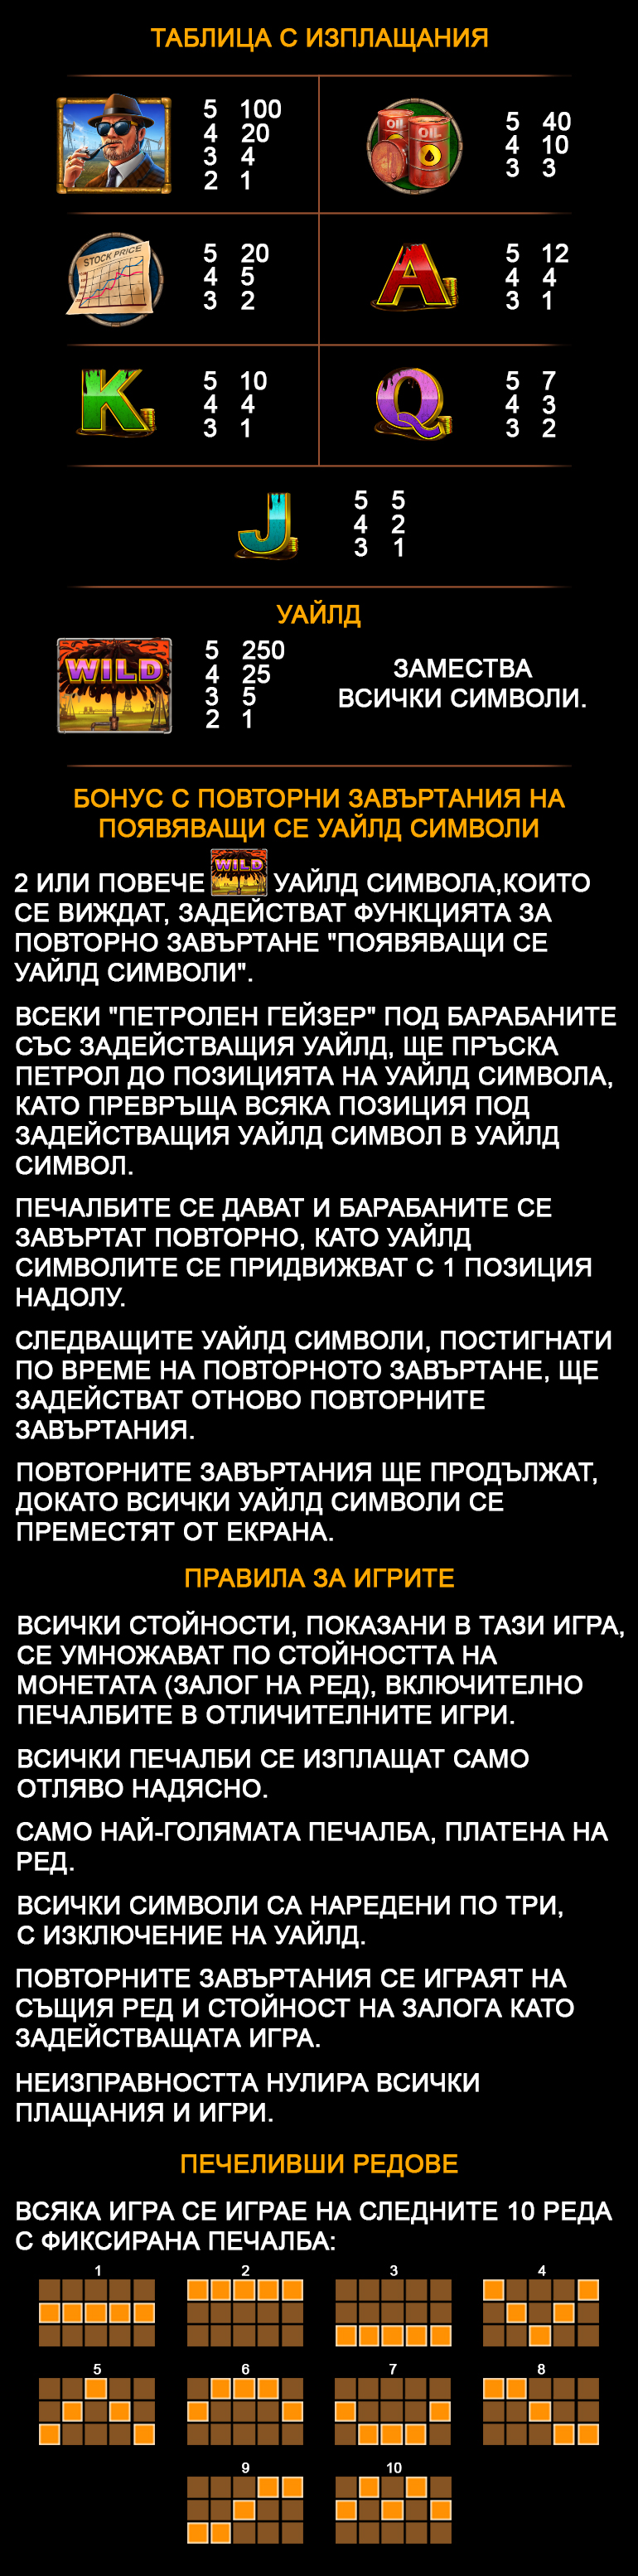 ТАБЛИЦА С ИЗПЛАЩАНИЯ
5 100
4 20
3 4
2 1
OIL
OIL
5 40
4 10
3 3
STOCK PRICE
5 20
4 5
3 2
A
5 12
4 4
3 1
K
5 10
4 4
3 1
Q
5 7
4 3
3 2
J
5 5
4 2
3 1
УАЙЛД
WILD
5 250
4 25
3 5
2 1
ЗАМЕСТВА
ВСИЧКИ СИМВОЛИ.
БОНУС С ПОВТОРНИ ЗАВЪРТАНИЯ НА
ПОЯВЯВАЩИ СЕ УАЙЛД СИМВОЛИ
2 ИЛИ ПОВЕЧЕ WILD УАЙЛД СИМВОЛА,КОИТО
СЕ ВИЖДАТ, ЗАДЕЙСТВАТ ФУНКЦИЯТА ЗА
ПОВТОРНО ЗАВЪРТАНЕ "ПОЯВЯВАЩИ СЕ
УАЙЛД СИМВОЛИ".
ВСЕКИ "ПЕТРОЛЕН ГЕЙЗЕР" ПОД БАРАБАНИТЕ
СЪС ЗАДЕЙСТВАЩИЯ УАЙЛД, ЩЕ ПРЪСКА
ПЕТРОЛ ДО ПОЗИЦИЯТА НА УАЙЛД СИМВОЛА,
КАТО ПРЕВРЪЩА ВСЯКА ПОЗИЦИЯ ПОД
ЗАДЕЙСТВАЩИЯ УАЙЛД СИМВОЛ В УАЙЛД
СИМВОЛ.
ПЕЧАЛБИТЕ СЕ ДАВАТ И БАРАБАНИТЕ СЕ
ЗАВЪРТАТ ПОВТОРНО, КАТО УАЙЛД
СИМВОЛИТЕ СЕ ПРИДВИЖВАТ С 1 ПОЗИЦИЯ
НАДОЛУ.
СЛЕДВАЩИТЕ УАЙЛД СИМВОЛИ, ПОСТИГНАТИ
ПО ВРЕМЕ НА ПОВТОРНОТО ЗАВЪРТАНЕ, ЩЕ
ЗАДЕЙСТВАТ ОТНОВО ПОВТОРНИТЕ
ЗАВЪРТАНИЯ.
ПОВТОРНИТЕ ЗАВЪРТАНИЯ ЩЕ ПРОДЪЛЖАТ,
ДОКАТО ВСИЧКИ УАЙЛД СИМВОЛИ СЕ
ПРЕМЕСТЯТ ОТ ЕКРАНА.
ПРАВИЛА ЗА ИГРИТЕ
ВСИЧКИ СТОЙНОСТИ, ПОКАЗАНИ В ТАЗИ ИГРА,
СЕ УМНОЖАВАТ ПО СТОЙНОСТТА НА
МОНЕТАТА (ЗАЛОГ НА РЕД), ВКЛЮЧИТЕЛНО
ПЕЧАЛБИТЕ В ОТЛИЧИТЕЛНИТЕ ИГРИ.
ВСИЧКИ ПЕЧАЛБИ СЕ ИЗПЛАЩАТ САМО
ОТЛЯВО НАДЯСНО.
САМО НАЙ-ГОЛЯМАТА ПЕЧАЛБА, ПЛАТЕНА НА
РЕД.
ВСИЧКИ СИМВОЛИ СА НАРЕДЕНИ ПО ТРИ,
С ИЗКЛЮЧЕНИЕ НА УАЙЛД.
ПОВТОРНИТЕ ЗАВЪРТАНИЯ СЕ ИГРАЯТ НА
СЪЩИЯ РЕД И СТОЙНОСТ НА ЗАЛОГА КАТО
ЗАДЕЙСТВАЩАТА ИГРА.
НЕИЗПРАВНОСТТА НУЛИРА ВСИЧКИ
ПЛАЩАНИЯ И ИГРИ.
ПЕЧЕЛИВШИ РЕДОВЕ
ВСЯКА ИГРА СЕ ИГРАЕ НА СЛЕДНИТЕ 10 РЕДА
С ФИКСИРАНА ПЕЧАЛБА:
1 2 3 4
5 6 7 8
9 10